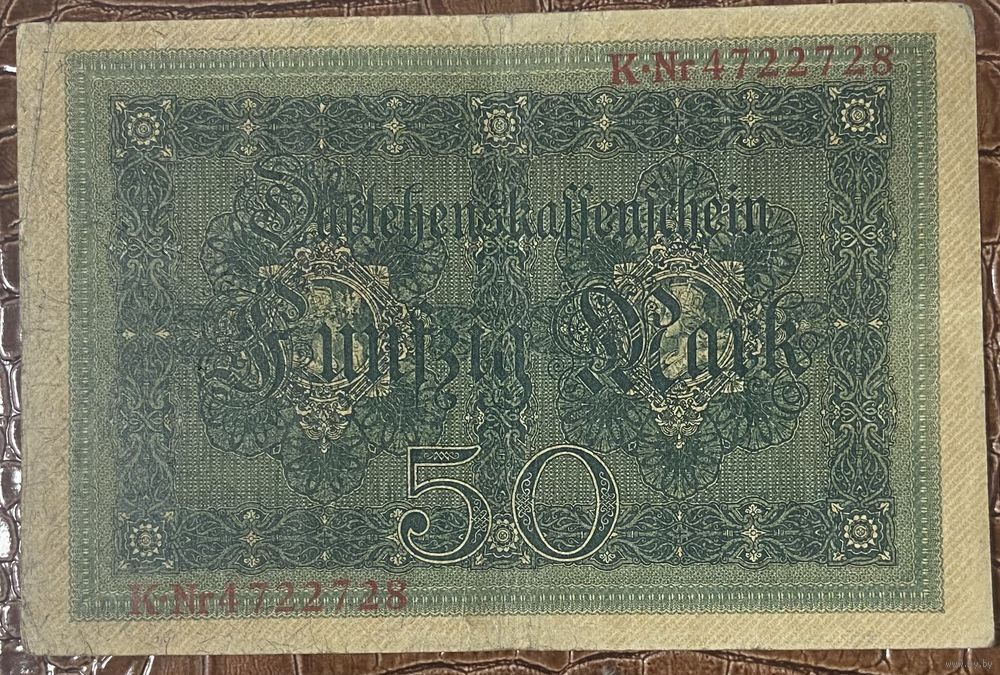 K·Nr 4722728
Darlehenskassenschein
Fünfzig Mark
50
K·Nr 4722728